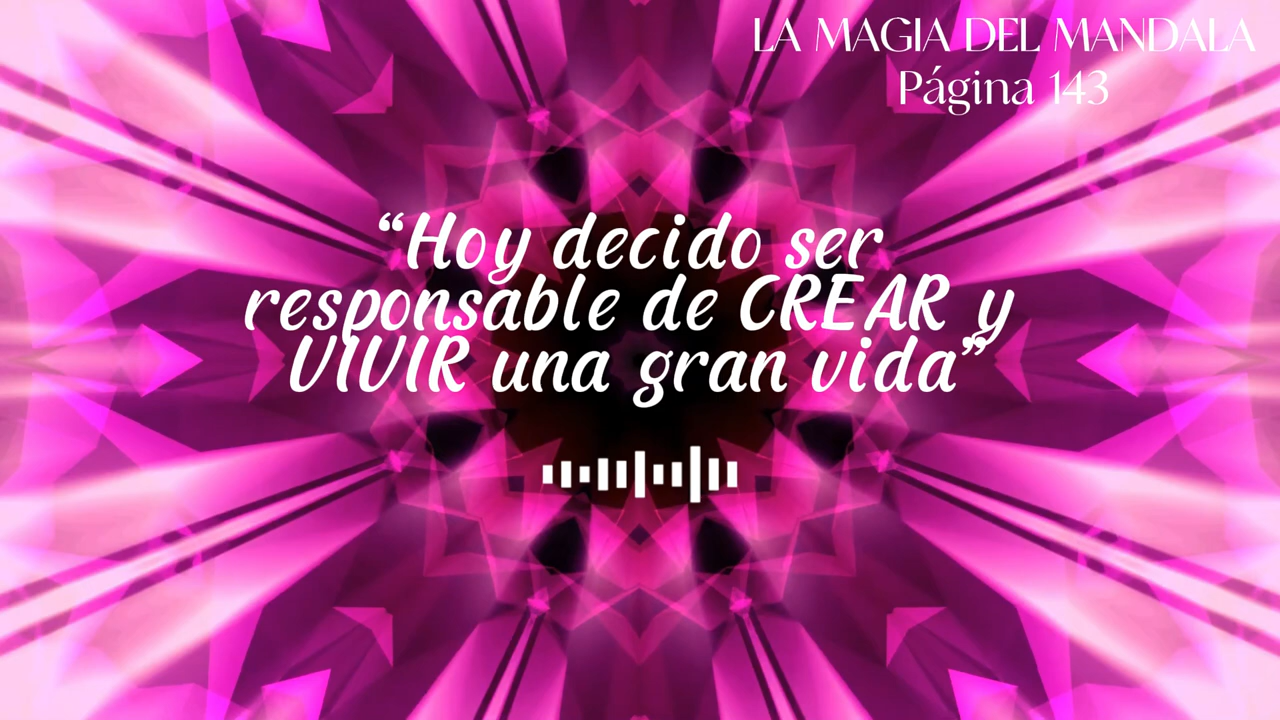 LA MAGIA DEL MANDALA
Página 143
“Hoy decido ser
responsable de CREAR y
VIVIR una gran vida”